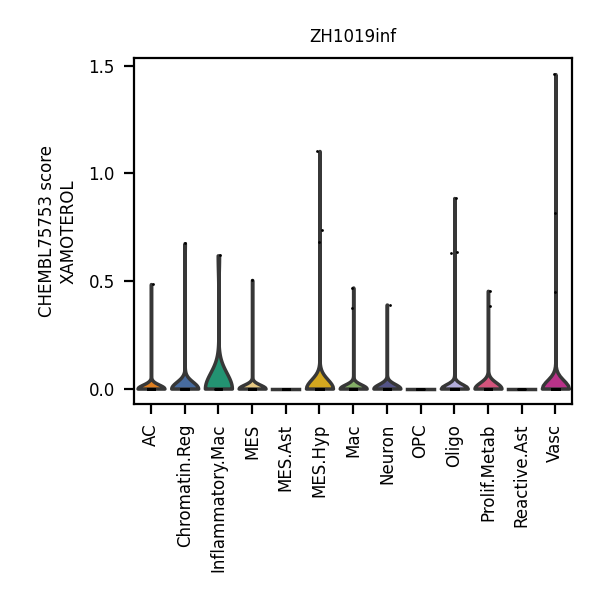 ZH1019inf
CHEMBL75753 score
XAMOTEROL
1.5
1.0
0.5
0.0
AC
Chromatin.Reg
Inflammatory.Mac
MES
MES.Ast
MES.Hyp
Mac
Neuron
OPC
Oligo
Prolif.Metab
Reactive.Ast
Vasc